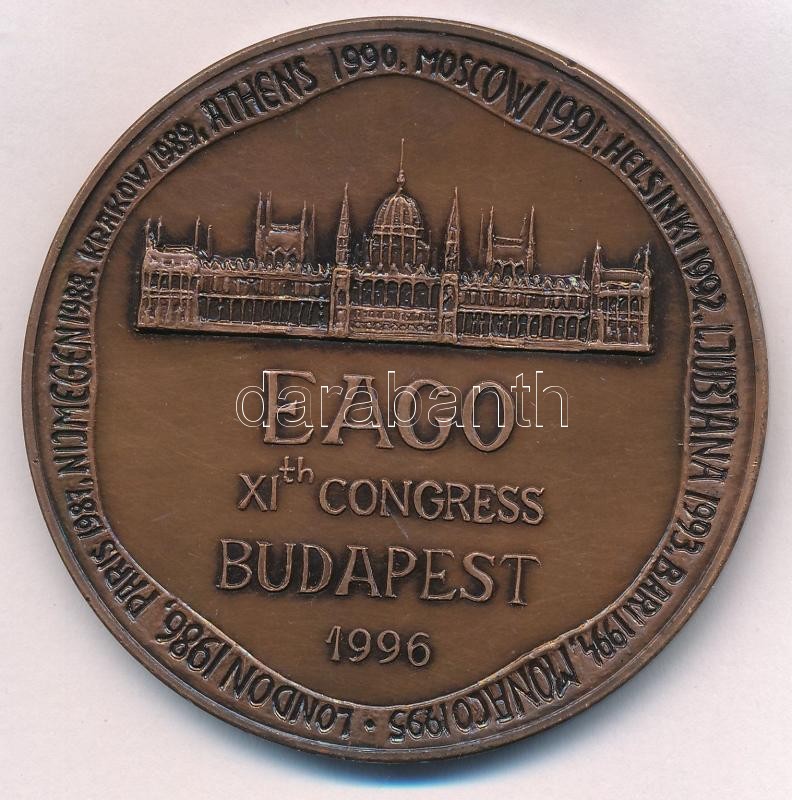 LONDON 1986, PARIS 1987, NIJMEGEN 1988, KRAKOW 1989, ATHENS 1990, MOSCOW 1991, HELSINKI 1992, LJUBJANA 1993, BARI 1994, MONACO 1995 •
EAGO
darabanth
XIth CONGRESS
BUDAPEST
1996